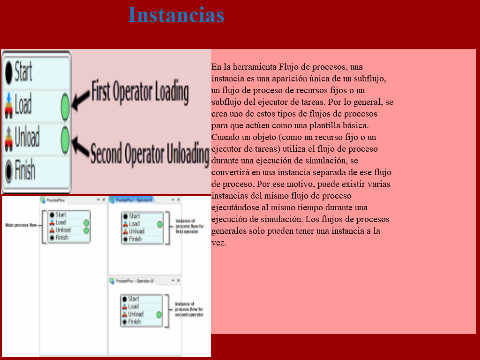 Instancias
Start
Load
Unload
Finish
First Operator Loading
Second Operator Unloading
En la herramienta Flujo de procesos, una
instancia es una aparición única de un subflujo,
un flujo de proceso de recursos fijos o un
subflujo del ejecutor de tareas. Por lo general, se
crea uno de estos tipos de flujos de procesos
para que actúen como una plantilla básica.
Cuando un objeto (como un recurso fijo o un
ejecutor de tareas) utiliza el flujo de proceso
durante una ejecución de simulación, se
convertirá en una instancia separada de ese flujo
de proceso. Por ese motivo, puede existir varias
instancias del mismo flujo de proceso
ejecutándose al mismo tiempo durante una
ejecución de simulación. Los flujos de procesos
generales solo pueden tener una instancia a la
vez.
Main process flow
Start
Load
Unload
Finish
Start
Load
Unload
Finish
Instance of
process flow for
first operator
Start
Load
Unload
Finish
Instance of
process flow for
second operator